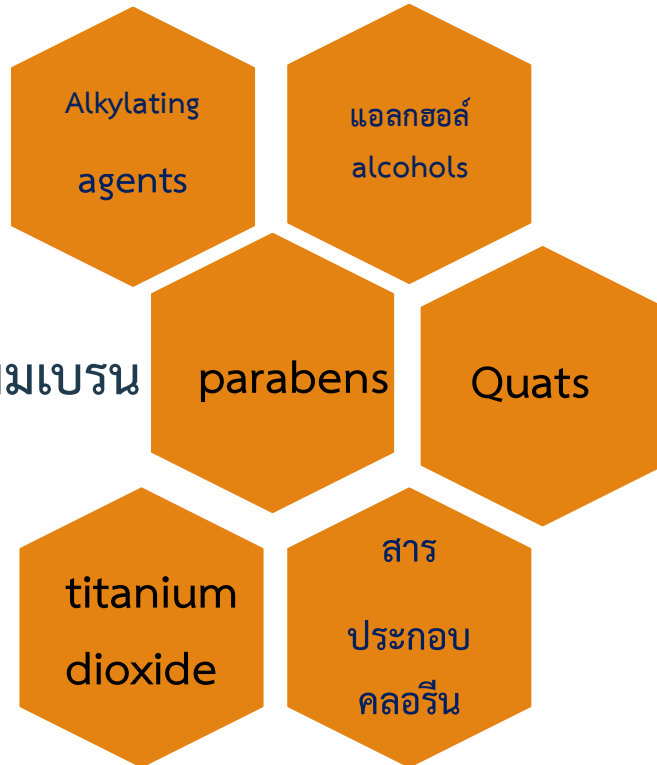 Alkylating
agents
แอลกฮอล์
alcohols
มเบรน
parabens
Quats
titanium
dioxide
สาร
ประกอบ
คลอรีน